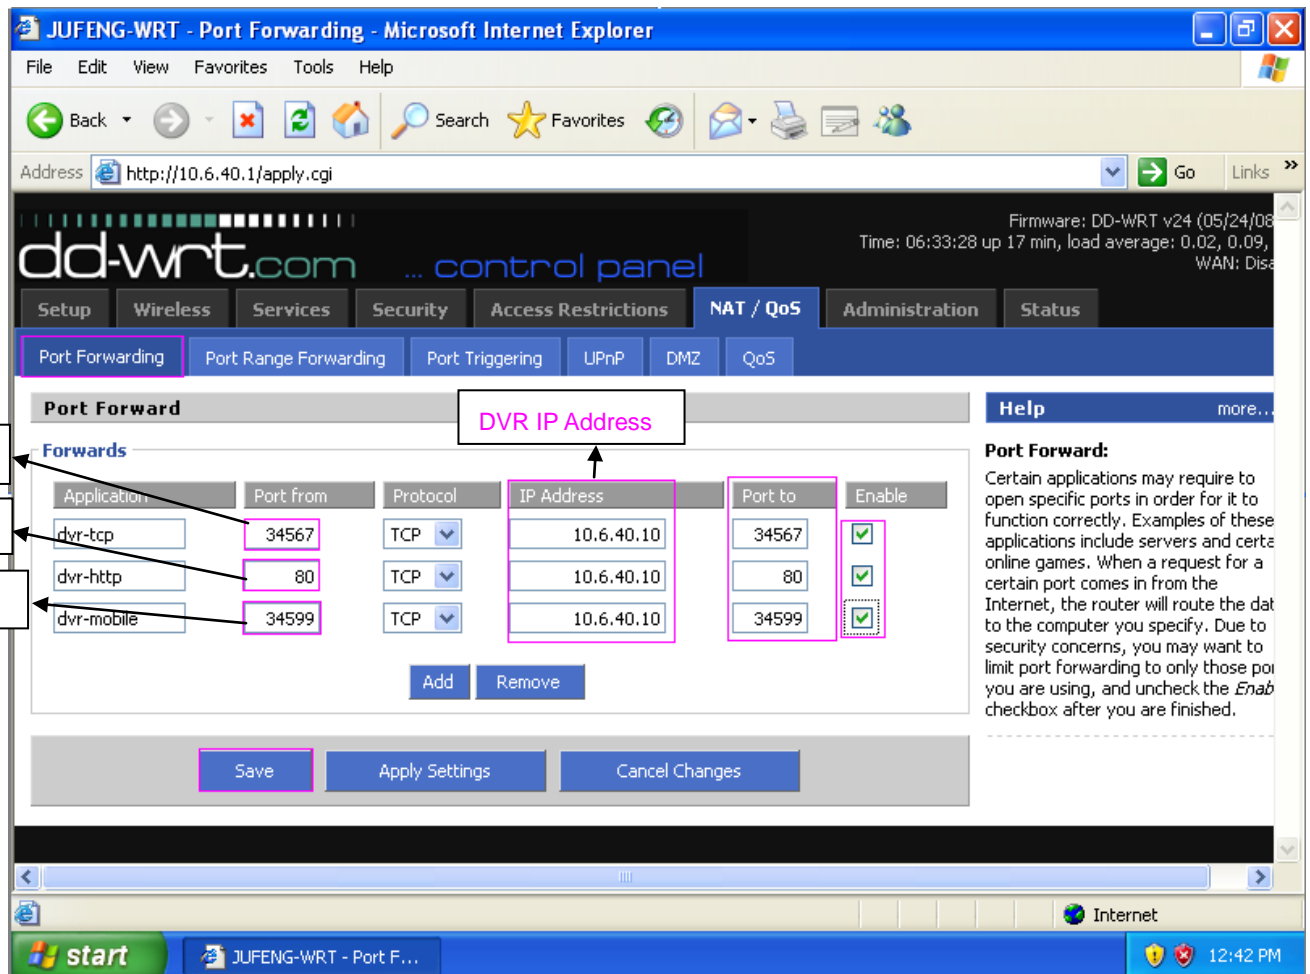 JUFENG-WRT - Port Forwarding - Microsoft Internet Explorer
File Edit View Favorites Tools Help
Back Search Favorites
Address http://10.6.40.1/apply.cgi Go Links »
dd-wrt.com ... control panel
Firmware: DD-WRT v24 (05/24/08
Time: 06:33:28 up 17 min, load average: 0.02, 0.09,
WAN: Disa
Setup Wireless Services Security Access Restrictions NAT / QoS Administration Status
Port Forwarding Port Range Forwarding Port Triggering UPnP DMZ QoS
Port Forward
DVR IP Address
Forwards
Application Port from Protocol IP Address Port to Enable
dvr-tcp 34567 TCP 10.6.40.10 34567
dvr-http 80 TCP 10.6.40.10 80
dvr-mobile 34599 TCP 10.6.40.10 34599
Add Remove
Save Apply Settings Cancel Changes
Help more...
Port Forward:
Certain applications may require to
open specific ports in order for it to
function correctly. Examples of these
applications include servers and certa
online games. When a request for a
certain port comes in from the
Internet, the router will route the dat
to the computer you specify. Due to
security concerns, you may want to
limit port forwarding to only those por
you are using, and uncheck the Enab
checkbox after you are finished.
Internet
start JUFENG-WRT - Port F... 12:42 PM